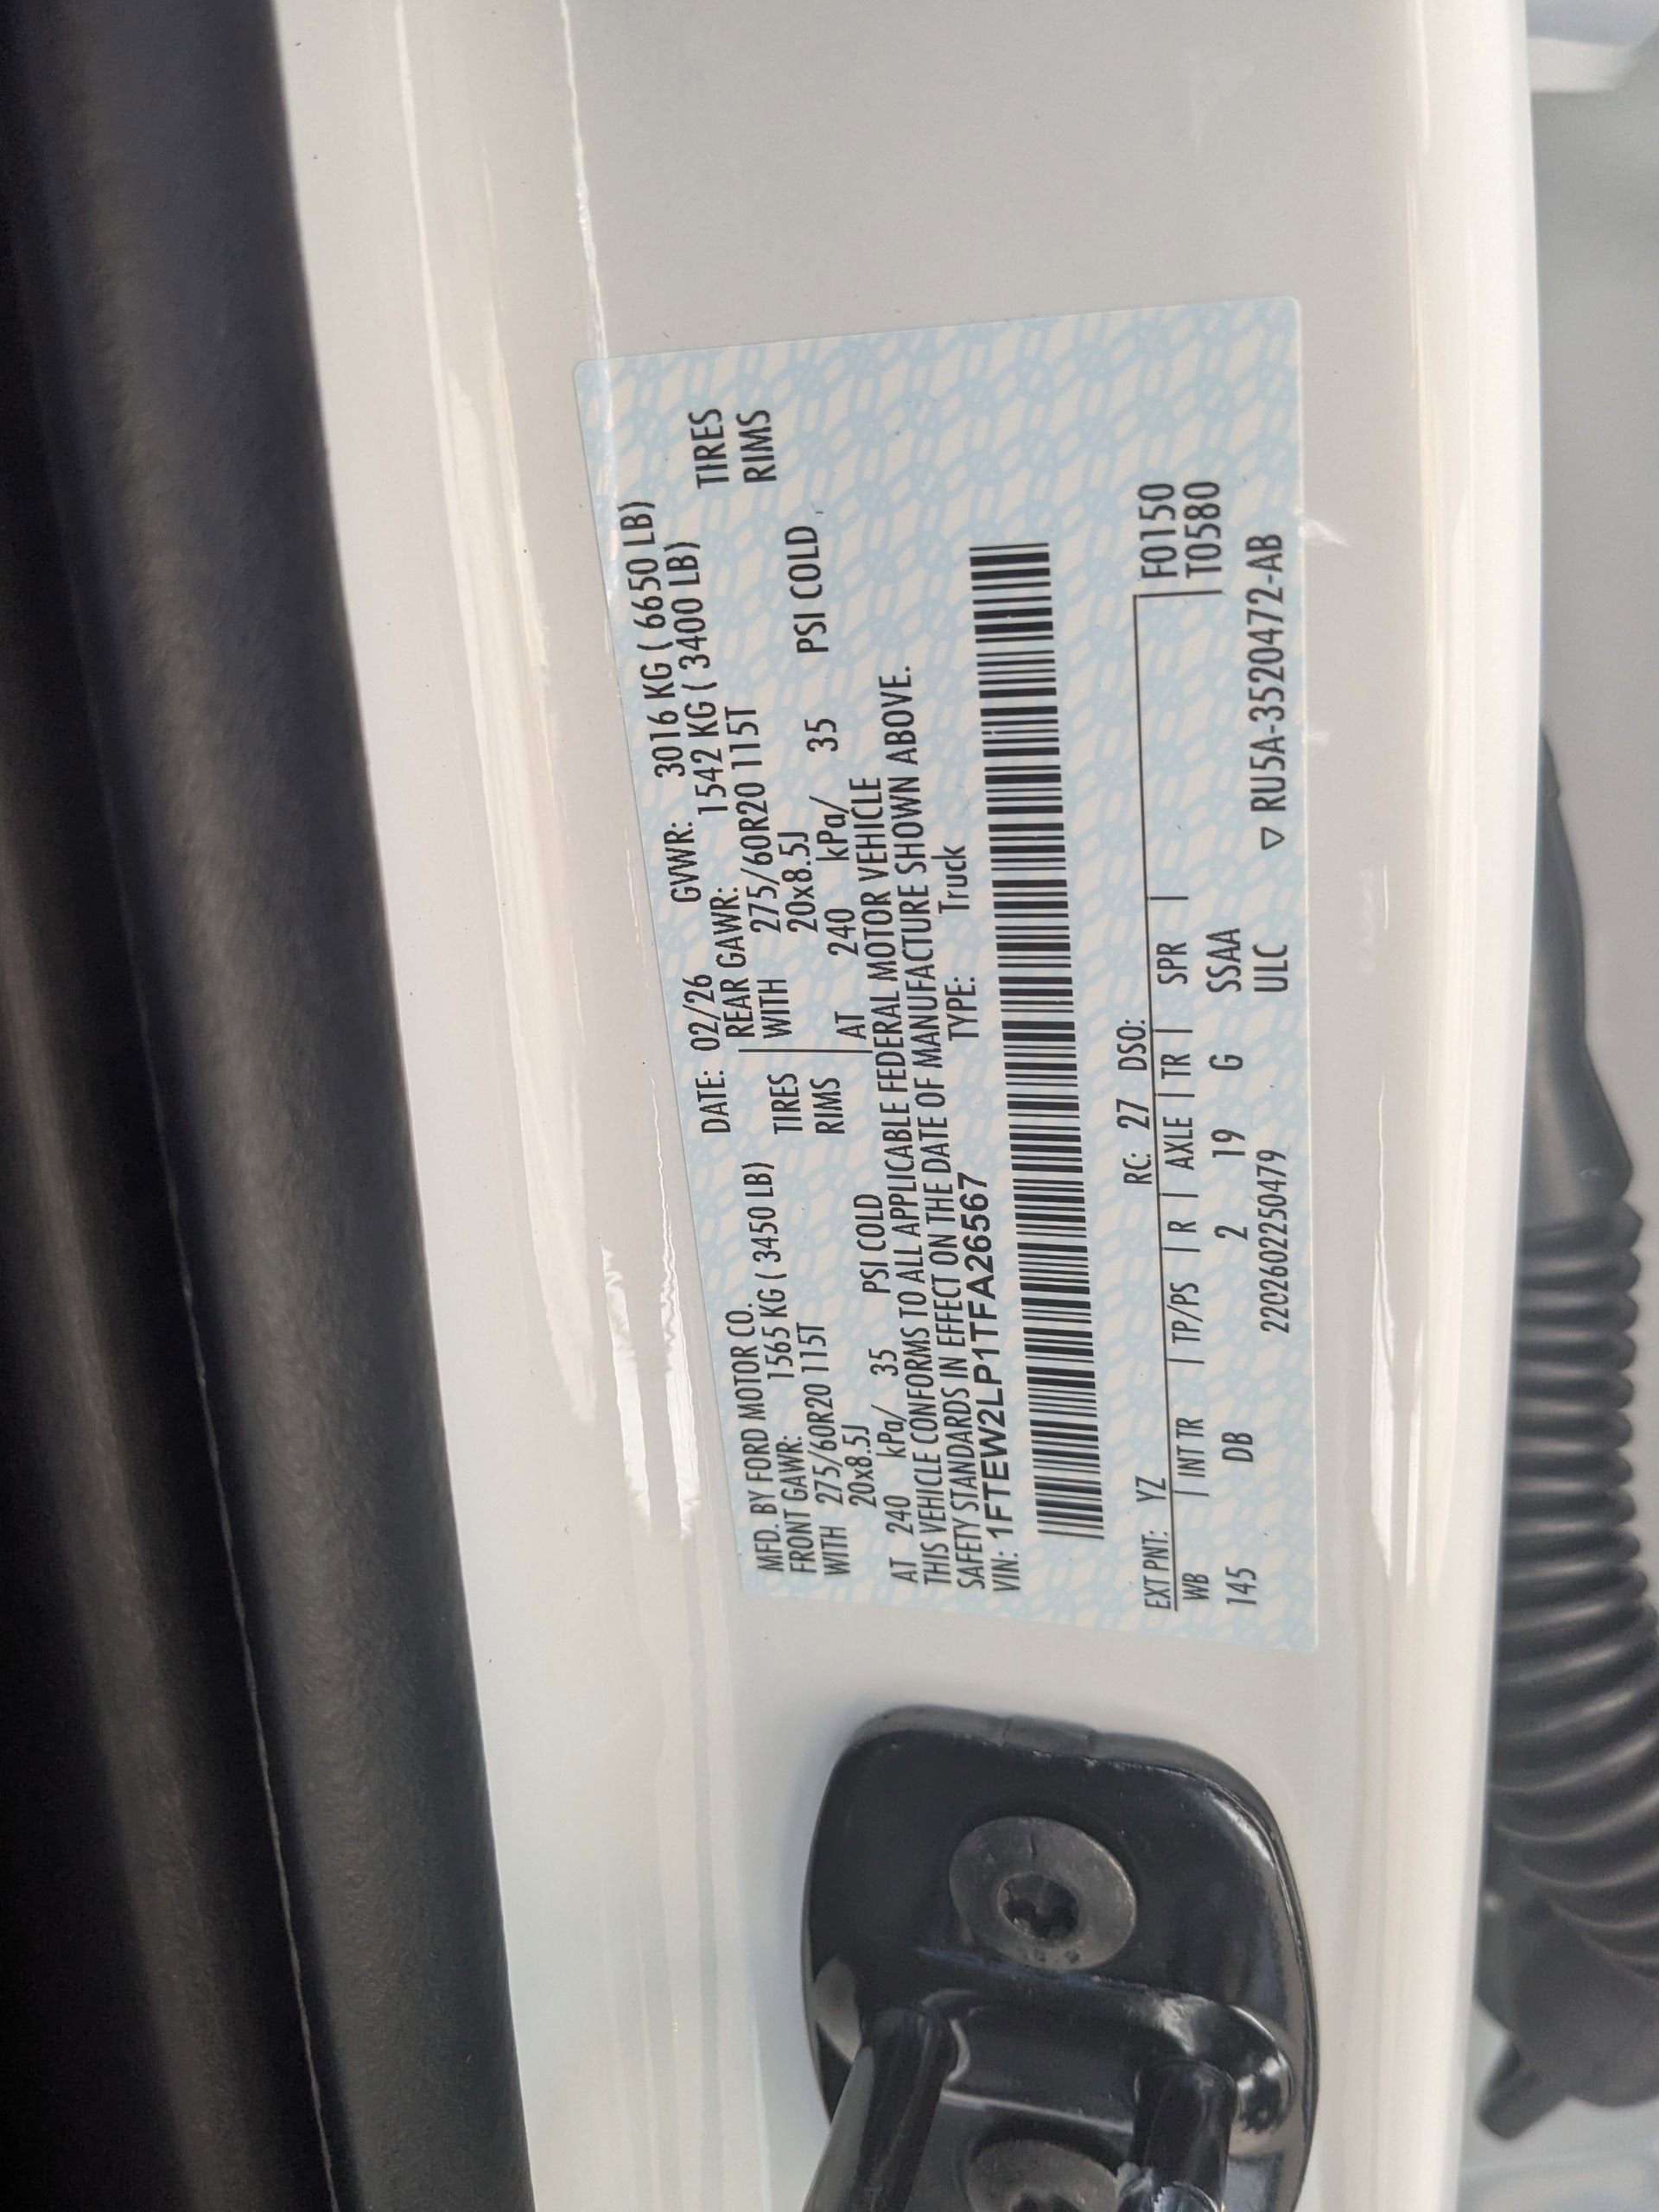 MFD. BY FORD MOTOR CO. DATE: 02/26 GVWR: 3016 KG ( 6650 LB)
FRONT GAWR: 1565 KG ( 3450 LB) REAR GAWR: 1542 KG ( 3400 LB)
WITH 275/60R20 115T TIRES WITH 275/60R20 115T TIRES
20x8.5J RIMS 20x8.5J RIMS
AT 240 kPa/ 35 PSI COLD AT 240 kPa/ 35 PSI COLD
THIS VEHICLE CONFORMS TO ALL APPLICABLE FEDERAL MOTOR VEHICLE
SAFETY STANDARDS IN EFFECT ON THE DATE OF MANUFACTURE SHOWN ABOVE.
VIN: 1FTEW2LP1TFA26567 TYPE: Truck
EXT PNT: YZ RC: 27 DSO: F0150
WB | INT TR | TP/PS | R | AXLE | TR | SPR | T0580
145 DB 2 19 G SSAA
2202602250479 ULC ▽ RU5A-3520472-AB